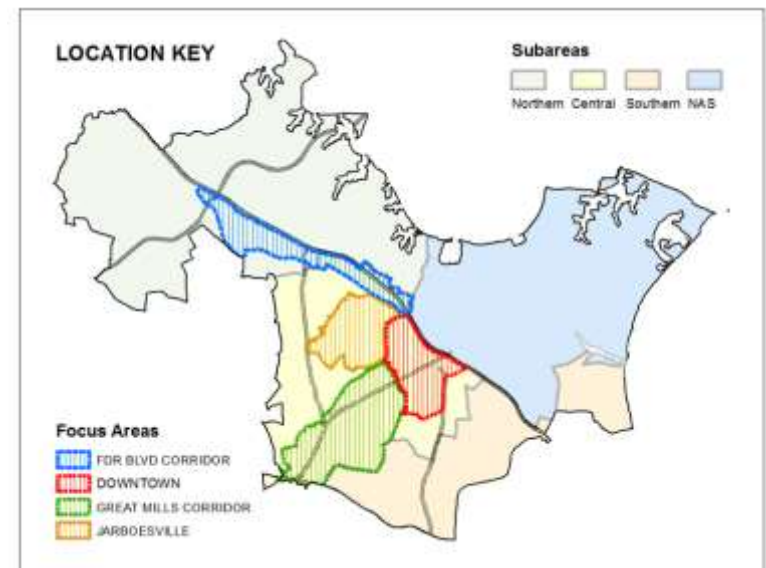 LOCATION KEY
Subareas
Northern Central Southern NAS
Focus Areas
FDR BLVD CORRIDOR
DOWNTOWN
GREAT MILLS CORRIDOR
JARBOESVILLE